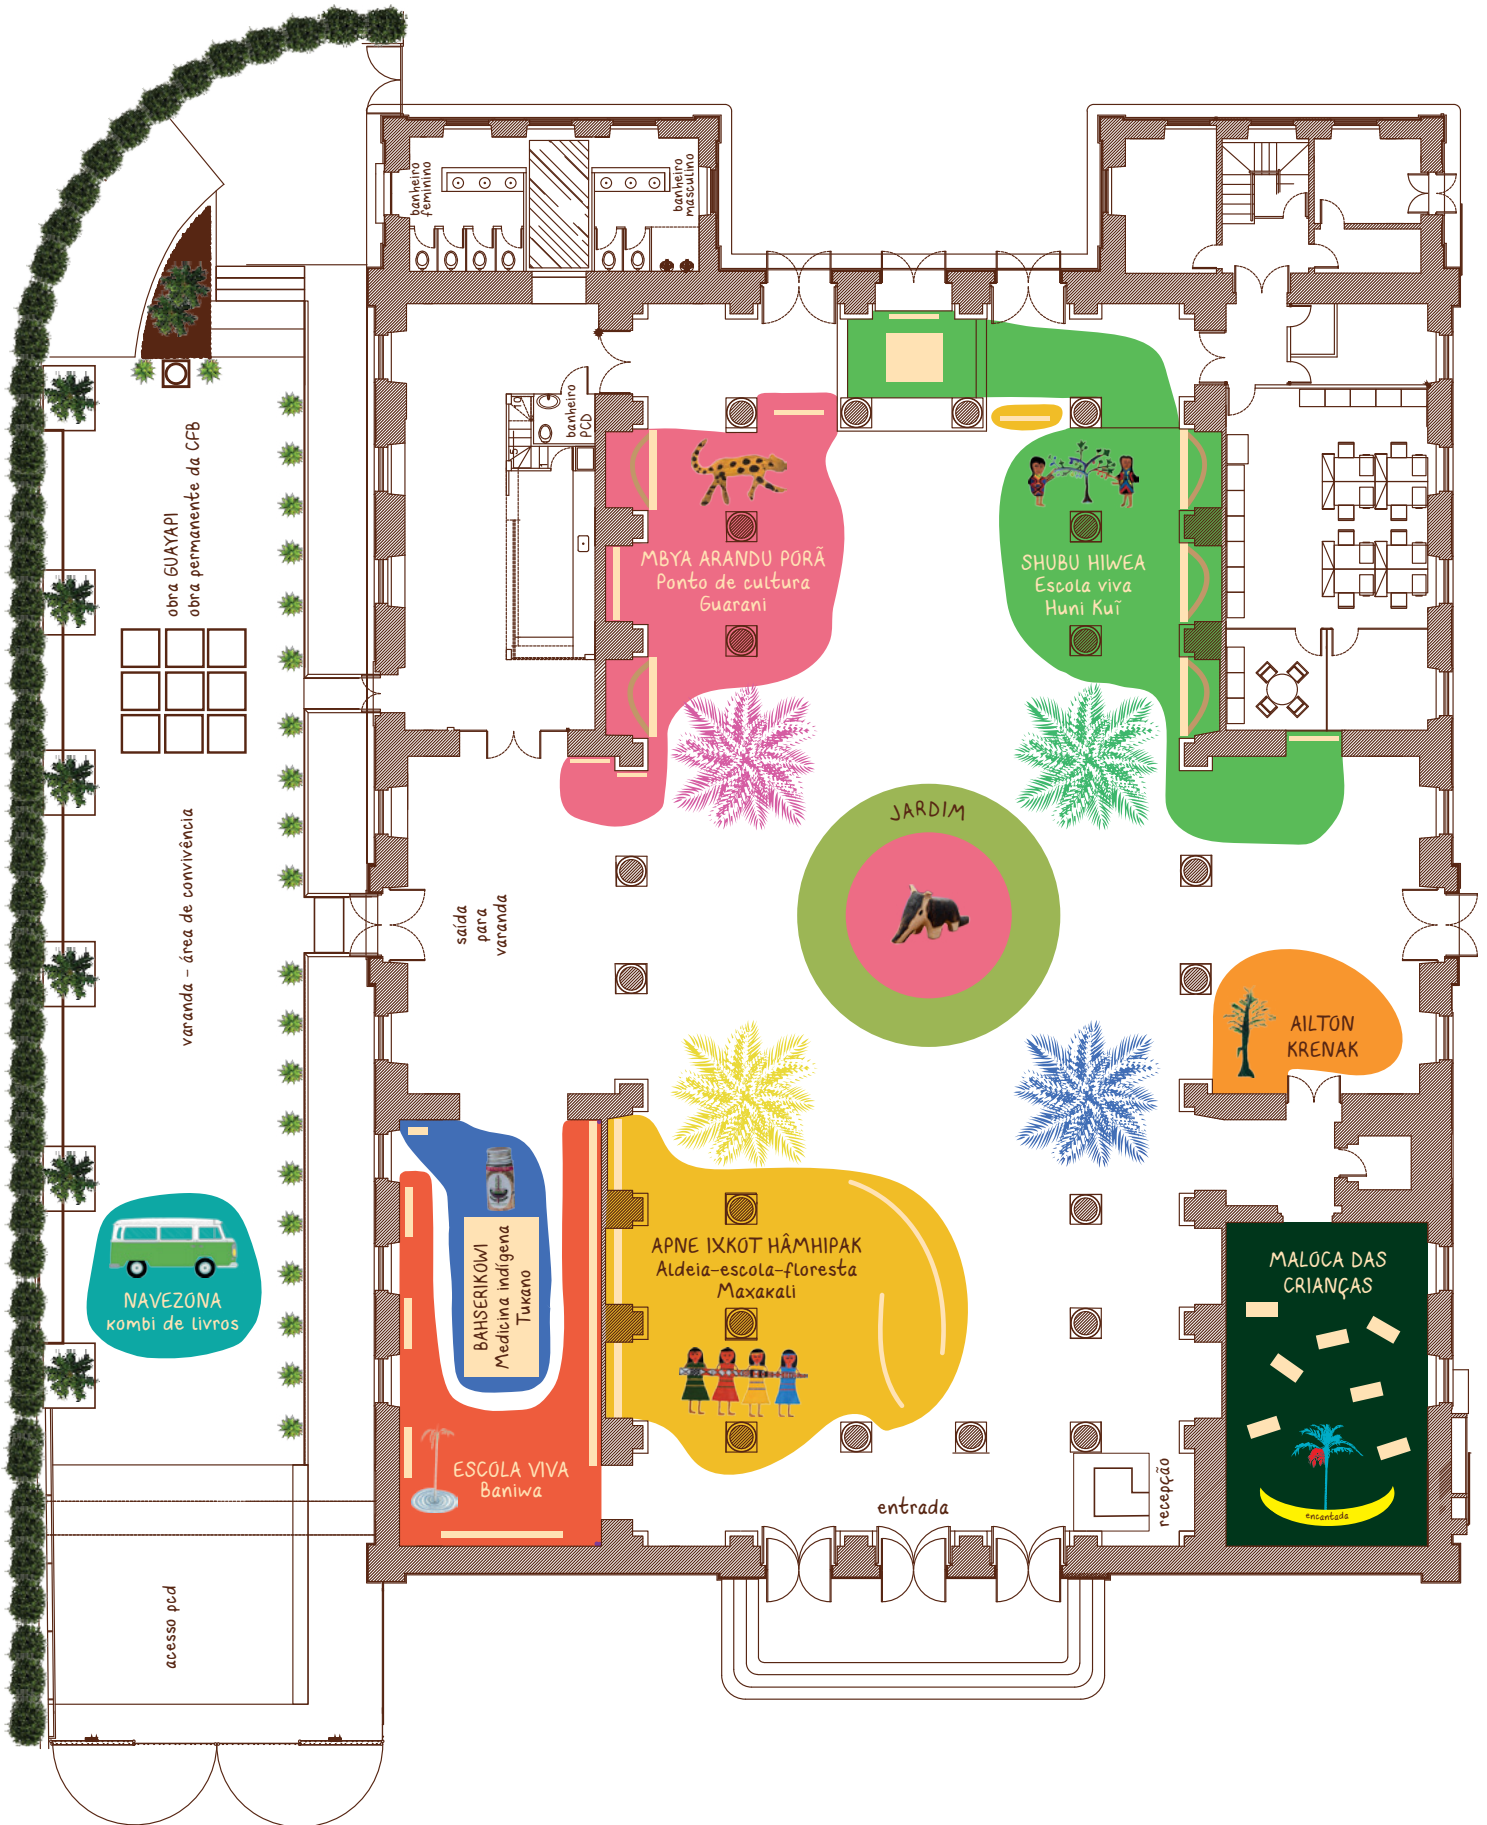 banheiro
feminino
banheiro
masculino
banheiro
PCD
obra GUAYAPI
obra permanente da CFB
MBYA ARANDU PORÃ
Ponto de cultura
Guarani
SHUBU HIWEA
Escola viva
Huni Kuĩ
JARDIM
varanda - área de convivência
saída
para
varanda
AILTON
KRENAK
NAVEZONA
kombi de livros
BAHSERIKOWI
Medicina indígena
Tukano
APNE IXKOT HÂMHIPAK
Aldeia-escola-floresta
Maxakali
MALOCA DAS
CRIANÇAS
encantada
ESCOLA VIVA
Baniwa
entrada
recepção
acesso pcd